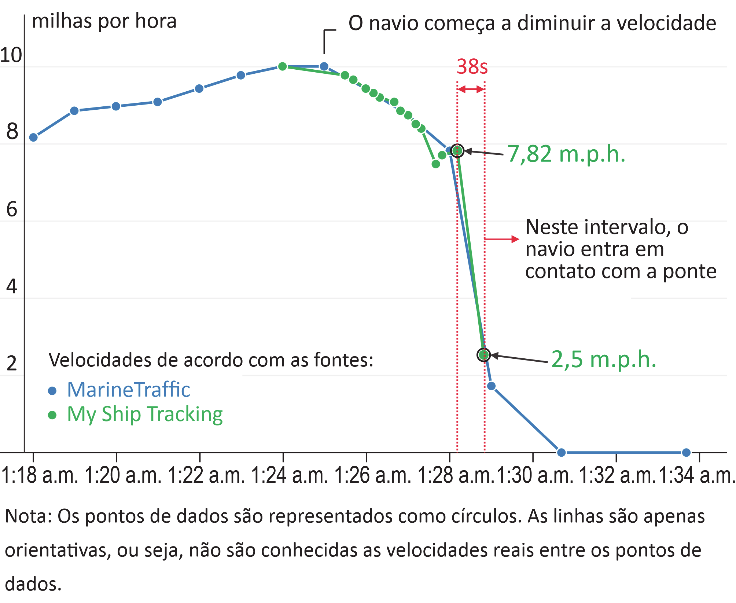 milhas por hora
O navio começa a diminuir a velocidade
10
38s
8
7,82 m.p.h.
6
Neste intervalo, o
navio entra em
contato com a ponte
4
2
2,5 m.p.h.
Velocidades de acordo com as fontes:
MarineTraffic
My Ship Tracking
1:18 a.m. 1:20 a.m. 1:22 a.m. 1:24 a.m. 1:26 a.m. 1:28 a.m. 1:30 a.m. 1:32 a.m. 1:34 a.m.
Nota: Os pontos de dados são representados como círculos. As linhas são apenas
orientativas, ou seja, não são conhecidas as velocidades reais entre os pontos de
dados.